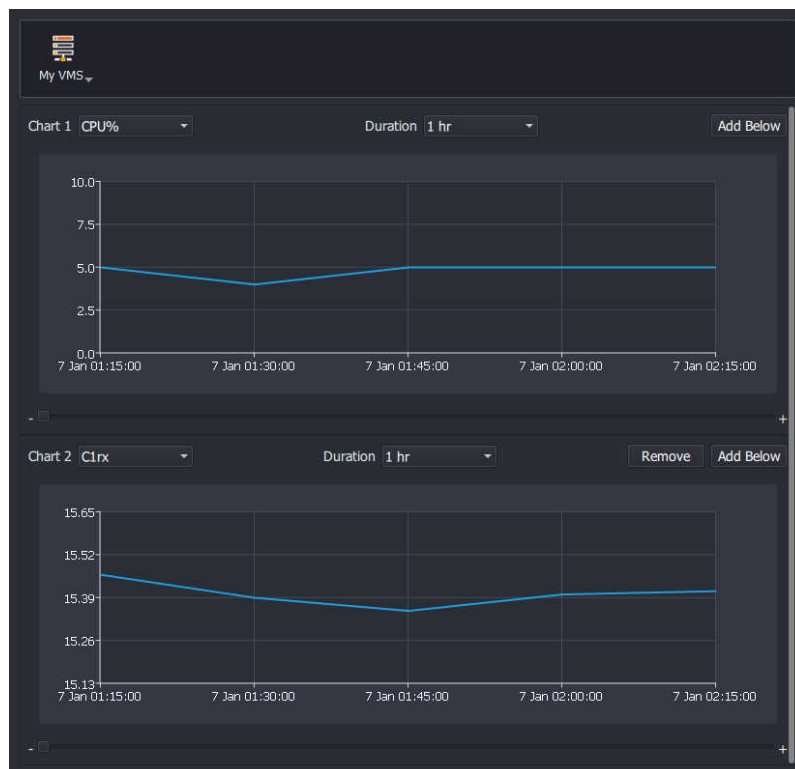 My VMS
Chart 1 CPU% Duration 1 hr Add Below
10.0
7.5
5.0
2.5
0.0
7 Jan 01:15:00 7 Jan 01:30:00 7 Jan 01:45:00 7 Jan 02:00:00 7 Jan 02:15:00
- +
Chart 2 C1rx Duration 1 hr Remove Add Below
15.65
15.52
15.39
15.26
15.13
7 Jan 01:15:00 7 Jan 01:30:00 7 Jan 01:45:00 7 Jan 02:00:00 7 Jan 02:15:00
- +